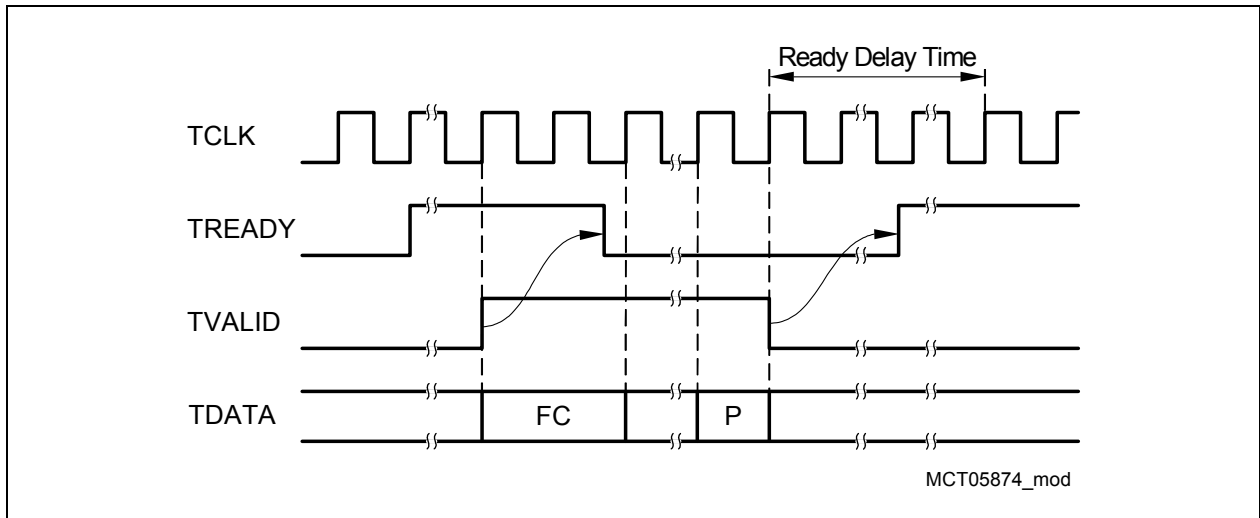 Ready Delay Time
TCLK
TREADY
TVALID
TDATA
FC
P
MCT05874_mod